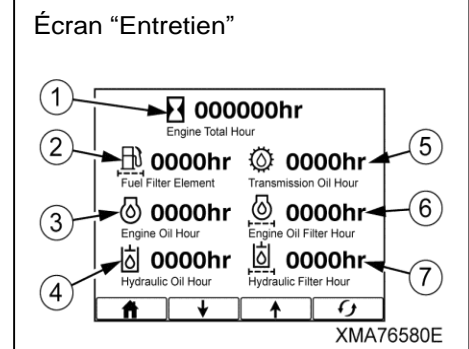 Écran “Entretien”
1
000000hr
Engine Total Hour
2
0000hr
Fuel Filter Element
0000hr
Transmission Oil Hour
5
3
0000hr
Engine Oil Hour
0000hr
Engine Oil Filter Hour
6
4
0000hr
Hydraulic Oil Hour
0000hr
Hydraulic Filter Hour
7
XMA76580E